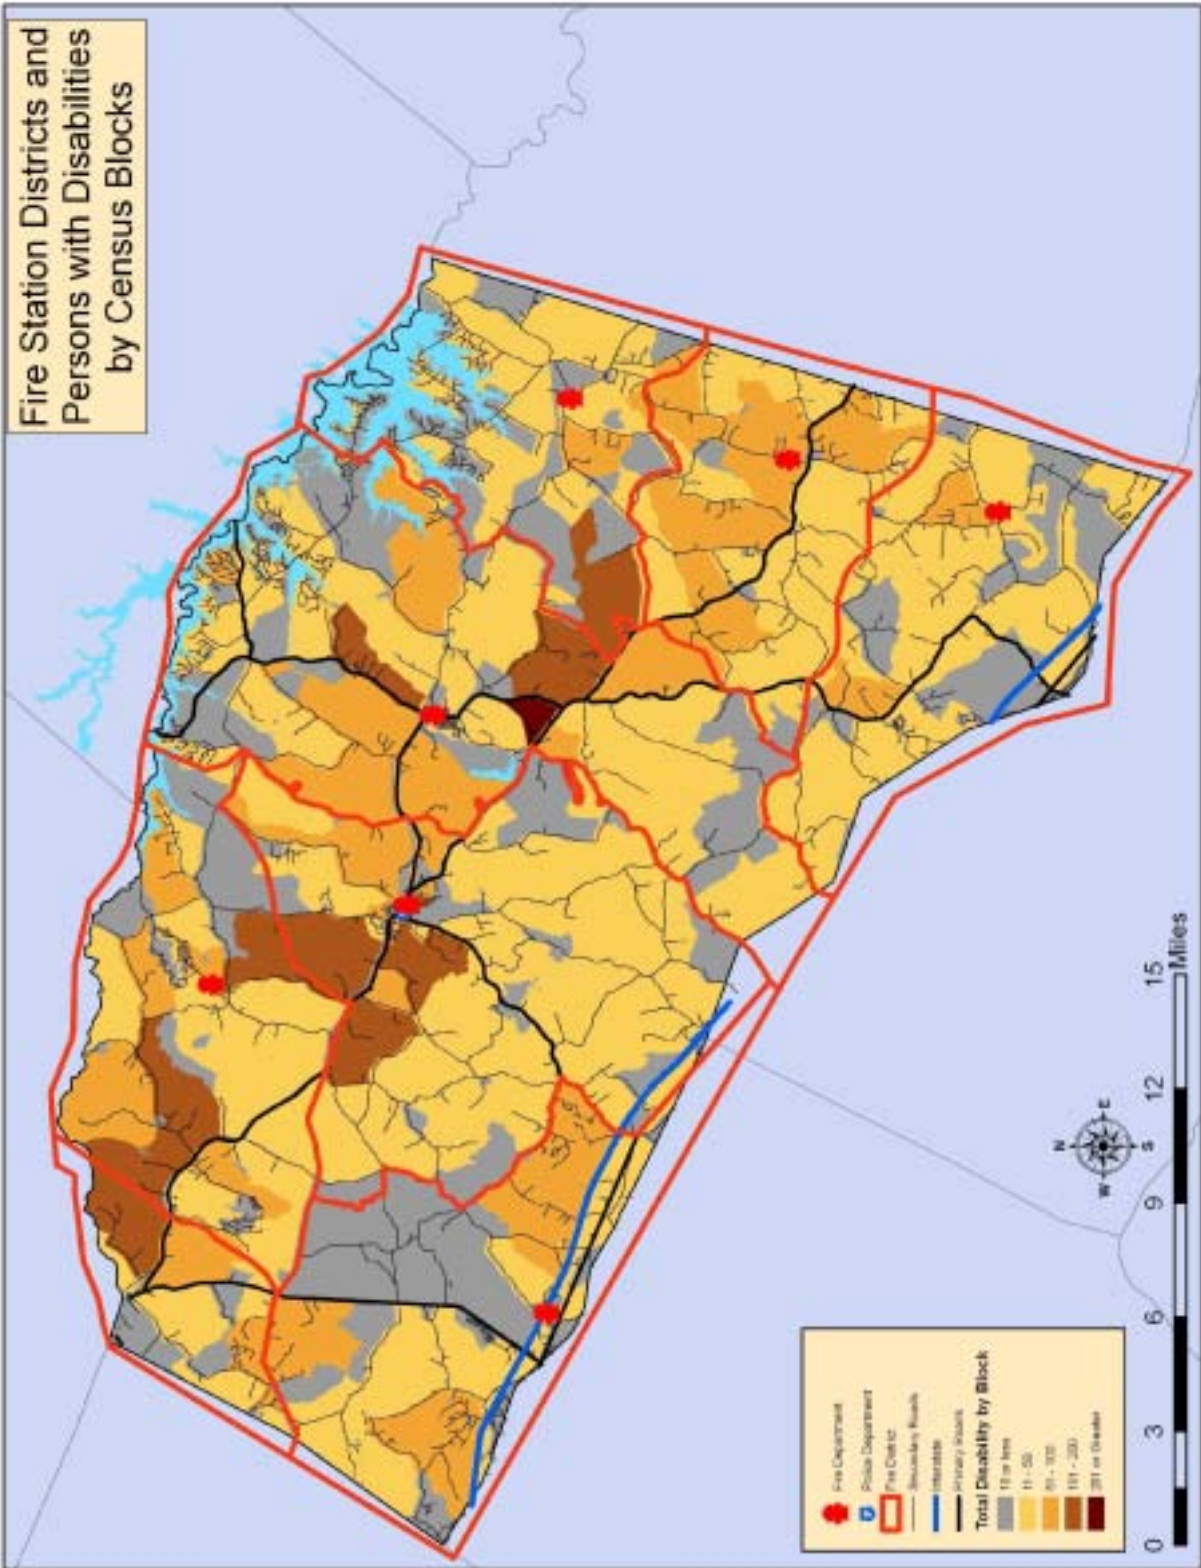 Fire Station Districts and
Persons with Disabilities
by Census Blocks
Fire Department
Police Department
Fire District
Secondary Roads
Interstate
Primary Roads
Total Disability by Block
10 or less
11 - 50
51 - 100
101 - 200
201 or Greater
N
W E
S
0 3 6 9 12 15
Miles